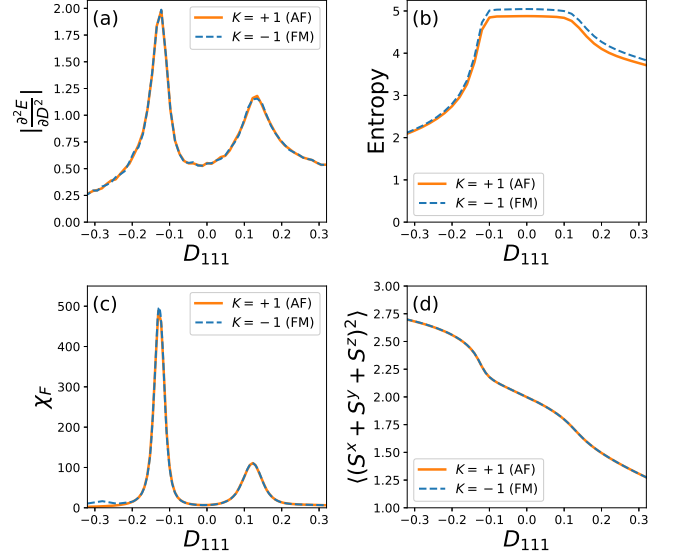 (a)
K = +1 (AF)
K = −1 (FM)
2.00
1.75
1.50
1.25
1.00
0.75
0.50
0.25
0.00
|∂²E/∂D²|
−0.3 −0.2 −0.1 0.0 0.1 0.2 0.3
D₁₁₁
(b)
5
4
3
2
1
0
Entropy
K = +1 (AF)
K = −1 (FM)
−0.3 −0.2 −0.1 0.0 0.1 0.2 0.3
D₁₁₁
(c)
K = +1 (AF)
K = −1 (FM)
500
400
300
200
100
0
χ_F
−0.3 −0.2 −0.1 0.0 0.1 0.2 0.3
D₁₁₁
(d)
3.00
2.75
2.50
2.25
2.00
1.75
1.50
1.25
1.00
⟨(Sˣ + Sʸ + Sᶻ)²⟩
K = +1 (AF)
K = −1 (FM)
−0.3 −0.2 −0.1 0.0 0.1 0.2 0.3
D₁₁₁